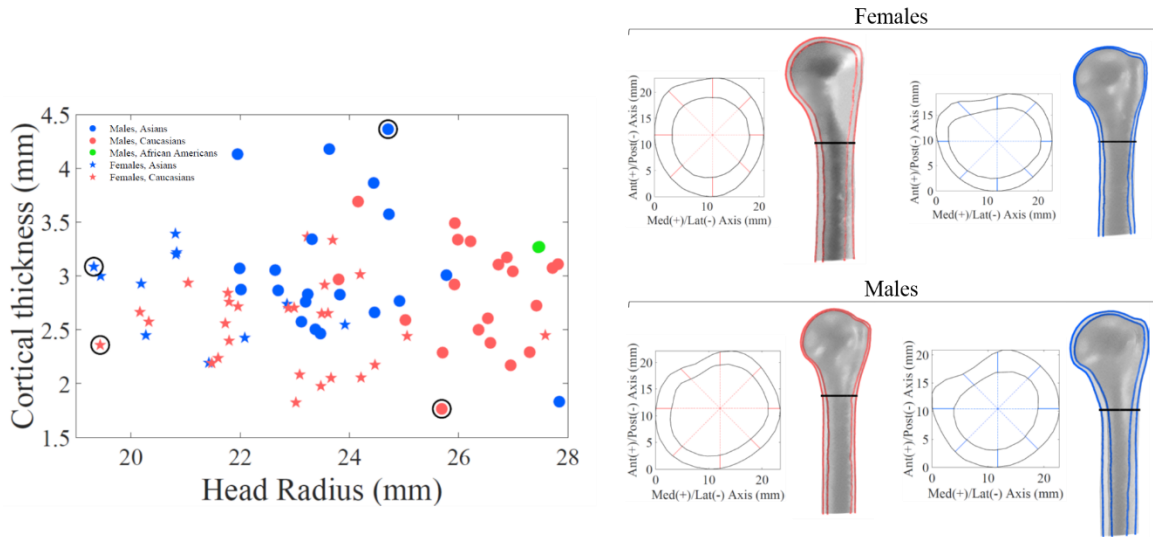 4.5
4
3.5
3
2.5
2
1.5
Cortical thickness (mm)
Males, Asians
Males, Caucasians
Males, African Americans
Females, Asians
Females, Caucasians
20
22
24
26
28
Head Radius (mm)
Females
Ant(+)/Post(-) Axis (mm)
20
15
10
5
0
0
10
20
Med(+)/Lat(-) Axis (mm)
Ant(+)/Post(-) Axis (mm)
15
10
5
0
0
10
20
Med(+)/Lat(-) Axis (mm)
Males
Ant(+)/Post(-) Axis (mm)
20
15
10
5
0
0
10
20
Med(+)/Lat(-) Axis (mm)
Ant(+)/Post(-) Axis (mm)
20
15
10
5
0
0
10
20
Med(+)/Lat(-) Axis (mm)